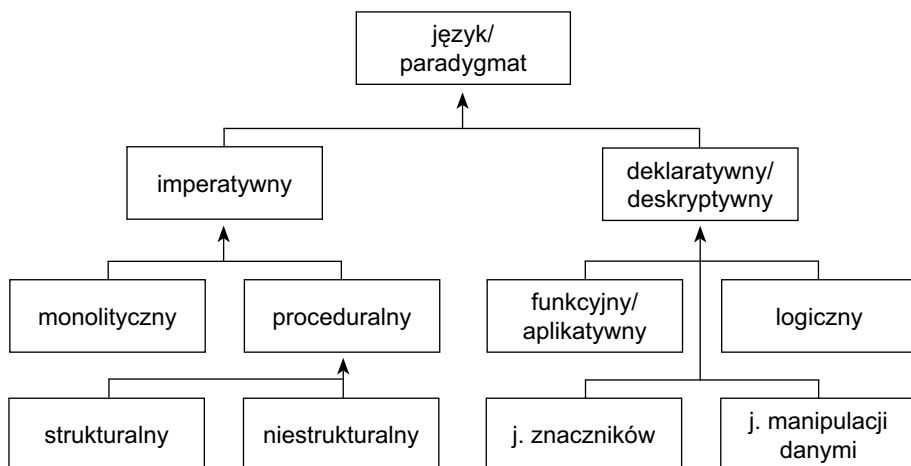 język/
paradygmat
imperatywny
deklaratywny/
deskryptywny
monolityczny
proceduralny
funkcyjny/
aplikatywny
logiczny
strukturalny
niestrukturalny
j. znaczników
j. manipulacji
danymi